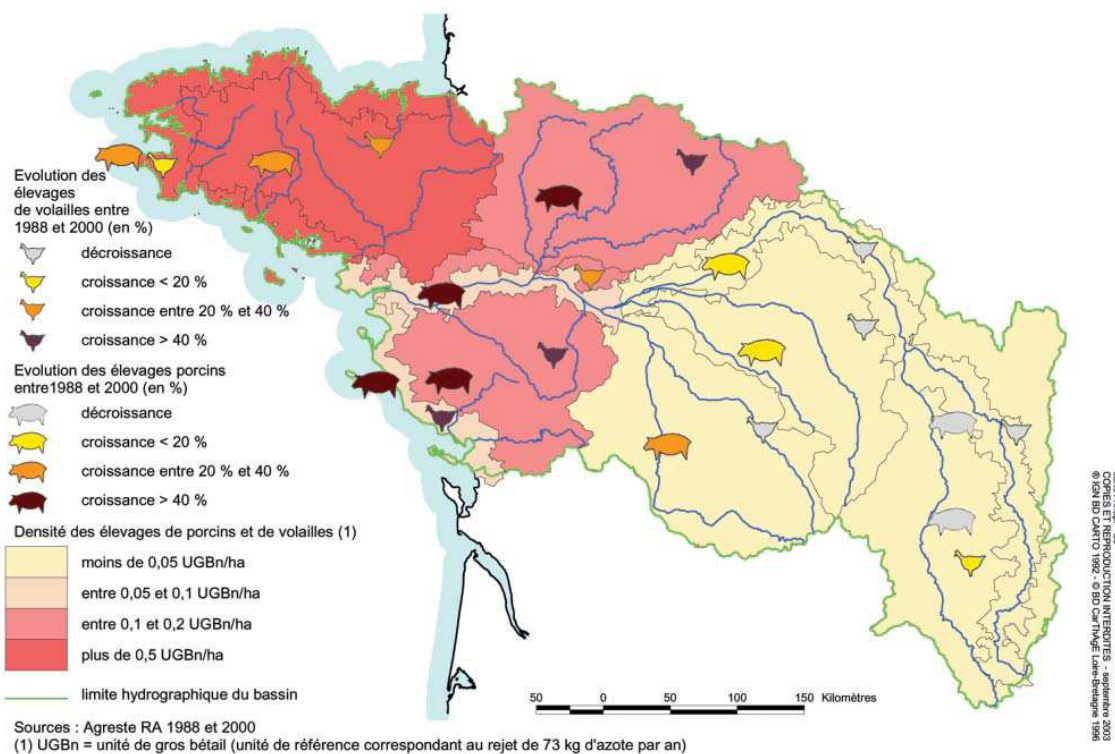 Evolution des
élevages
de volailles entre
1988 et 2000 (en %)
décroissance
croissance < 20 %
croissance entre 20 % et 40 %
croissance > 40 %
Evolution des élevages porcins
entre1988 et 2000 (en %)
décroissance
croissance < 20 %
croissance entre 20 % et 40 %
croissance > 40 %
Densité des élevages de porcins et de volailles (1)
moins de 0,05 UGBn/ha
entre 0,05 et 0,1 UGBn/ha
entre 0,1 et 0,2 UGBn/ha
plus de 0,5 UGBn/ha
limite hydrographique du bassin
Sources : Agreste RA 1988 et 2000
(1) UGBn = unité de gros bétail (unité de référence correspondant au rejet de 73 kg d'azote par an)
50 0 50 100 150 Kilomètres
COPIES ET REPRODUCTION INTERDITES - septembre 2003
© IGN BD CARTO 1992 - © BD CarThAgE Loire-Bretagne 1996